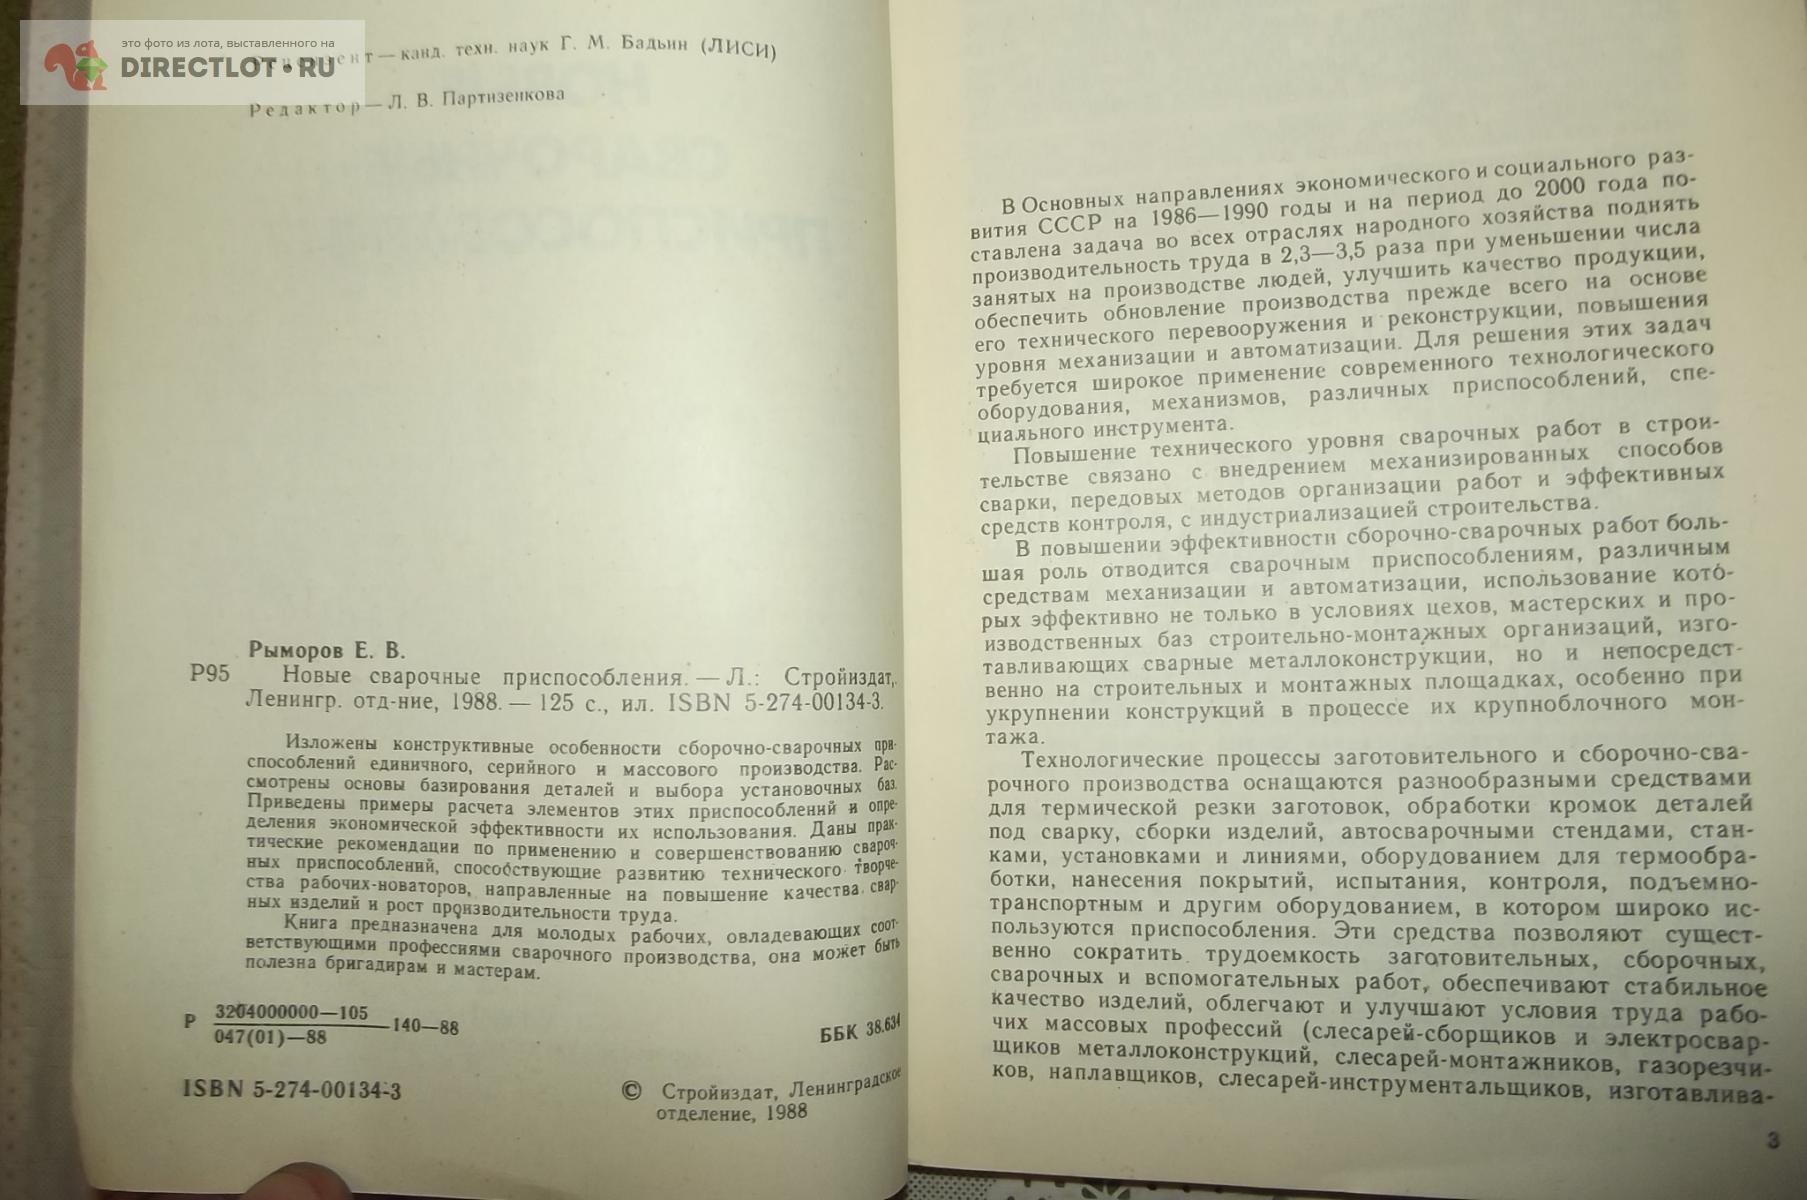 это фото из лота, выставленного на
DIRECTLOT.RU
Рецензент — канд. техн. наук Г. М. Бадьин (ЛИСИ)
Редактор — Л. В. Партизенкова
Рыморов Е. В.
Р95 Новые сварочные приспособления. — Л.: Стройиздат,
Ленингр. отд-ние, 1988. — 125 с., ил. ISBN 5-274-00134-3.
Изложены конструктивные особенности сборочно-сварочных при-
способлений единичного, серийного и массового производства. Рас-
смотрены основы базирования деталей и выбора установочных баз.
Приведены примеры расчета элементов этих приспособлений и опре-
деления экономической эффективности их использования. Даны прак-
тические рекомендации по применению и совершенствованию свароч-
ных приспособлений, способствующие развитию технического творче-
ства рабочих-новаторов, направленные на повышение качества свар-
ных изделий и рост производительности труда.
Книга предназначена для молодых рабочих, овладевающих соот-
ветствующими профессиями сварочного производства, она может быть
полезна бригадирам и мастерам.
Р 3204000000—105
047(01)—88 —140—88
ББК 38.634
ISBN 5-274-00134-3
© Стройиздат, Ленинградское
отделение, 1988
В Основных направлениях экономического и социального раз-
вития СССР на 1986—1990 годы и на период до 2000 года по-
ставлена задача во всех отраслях народного хозяйства поднять
производительность труда в 2,3—3,5 раза при уменьшении числа
занятых на производстве людей, улучшить качество продукции,
обеспечить обновление производства прежде всего на основе
его технического перевооружения и реконструкции, повышения
уровня механизации и автоматизации. Для решения этих задач
требуется широкое применение современного технологического
оборудования, механизмов, различных приспособлений, спе-
циального инструмента.
Повышение технического уровня сварочных работ в строи-
тельстве связано с внедрением механизированных способов
сварки, передовых методов организации работ и эффективных
средств контроля, с индустриализацией строительства.
В повышении эффективности сборочно-сварочных работ боль-
шая роль отводится сварочным приспособлениям, различным
средствам механизации и автоматизации, использование кото-
рых эффективно не только в условиях цехов, мастерских и про-
изводственных баз строительно-монтажных организаций, изго-
тавливающих сварные металлоконструкции, но и непосредст-
венно на строительных и монтажных площадках, особенно при
укрупнении конструкций в процессе их крупноблочного мон-
тажа.
Технологические процессы заготовительного и сборочно-сва-
рочного производства оснащаются разнообразными средствами
для термической резки заготовок, обработки кромок деталей
под сварку, сборки изделий, автосварочными стендами, стан-
ками, установками и линиями, оборудованием для термообра-
ботки, нанесения покрытий, испытания, контроля, подъемно-
транспортным и другим оборудованием, в котором широко ис-
пользуются приспособления. Эти средства позволяют сущест-
венно сократить трудоемкость заготовительных, сборочных,
сварочных и вспомогательных работ, обеспечивают стабильное
качество изделий, облегчают и улучшают условия труда рабо-
чих массовых профессий (слесарей-сборщиков и электросвар-
щиков металлоконструкций, слесарей-монтажников, газорезчи-
ков, наплавщиков, слесарей-инструментальщиков, изготавлива-
3